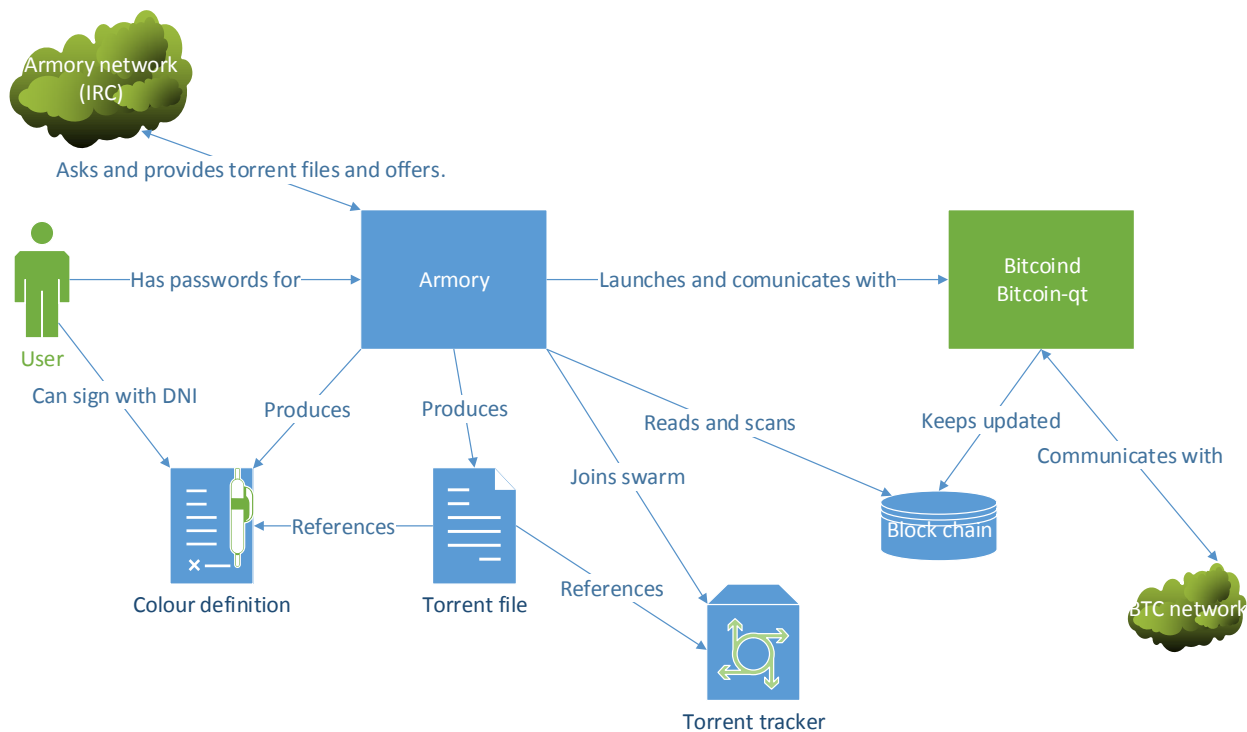 Armory network
(IRC)
Asks and provides torrent files and offers.
Has passwords for
Armory
Launches and comunicates with
Bitcoind
Bitcoin-qt
User
Can sign with DNI
Produces
Produces
Reads and scans
Keeps updated
Communicates with
Joins swarm
References
Block chain
References
Colour definition
Torrent file
BTC network
Torrent tracker